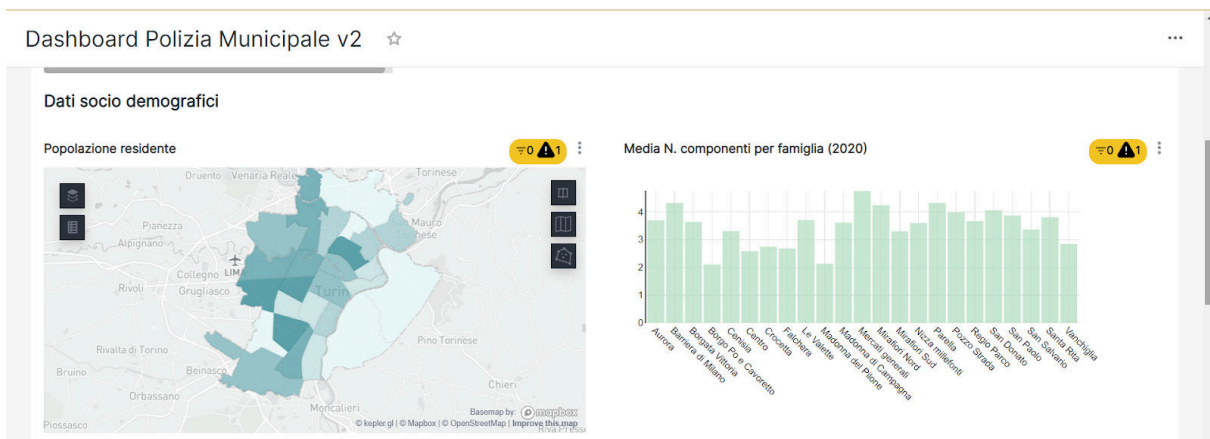 Dashboard Polizia Municipale v2
Dati socio demografici
Popolazione residente
0 1
Media N. componenti per famiglia (2020)
0 1
Druento Venaria Reale
Torinese
Pianezza
Alpignano
San Mauro
Torinese
Collegno LIMA
Rivoli
Grugliasco
Turin
Rivalta di Torino
Pino Torinese
Bruino
Beinasco
Orbassano
Chieri
Moncalieri
Piossasco
Basemap by: mapbox
© kepler.gl | © Mapbox | © OpenStreetMap | Improve this map
Riva Press
4
3
2
1
0
Aurora
Barriera di Milano
Borgata Vittoria
Borgo Po e Cavoretto
Cenisia
Centro
Crocetta
Falchera
Le Vallette
Madonna del Pilone
Madonna di Campagna
Mercati generali
Mirafiori Nord
Mirafiori Sud
Nizza millefonti
Parella
Pozzo Strada
Regio Parco
San Donato
San Paolo
San Salvario
Santa Rita
Vanchiglia